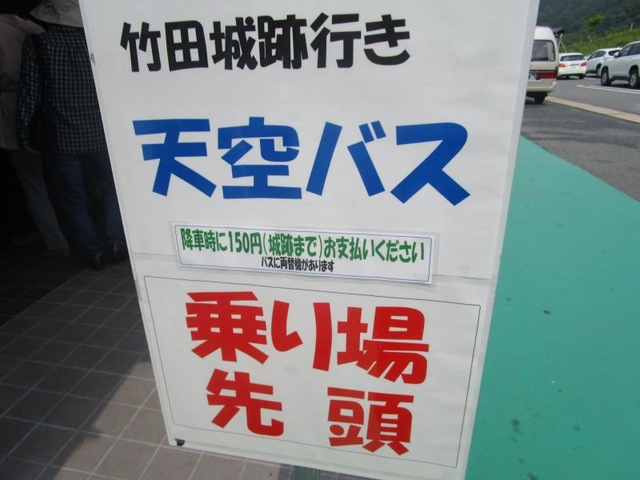 竹田城跡行き
天空バス
降車時に150円(城跡まで)お支払いください
バスに両替機があります
乗り場
先頭